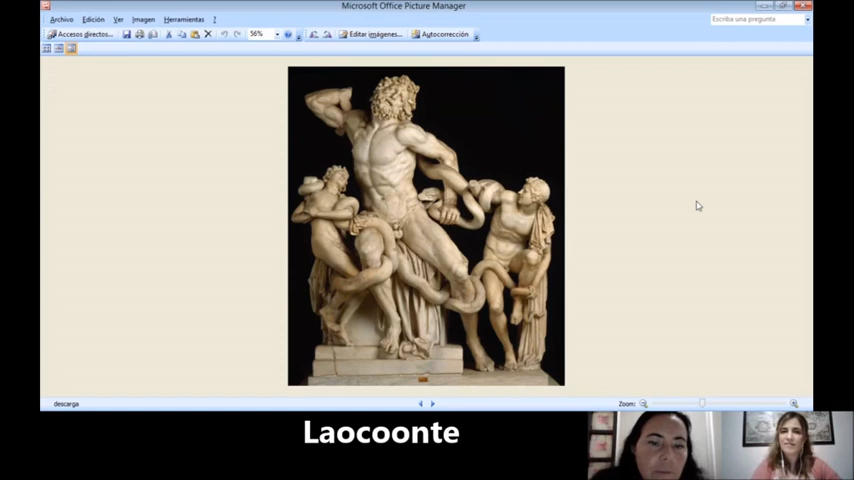 Microsoft Office Picture Manager
Archivo Edición Ver Imagen Herramientas ?
Escriba una pregunta
Accesos directos... 56% Editar imágenes... Autocorrección
descarga
Zoom:
Laocoonte